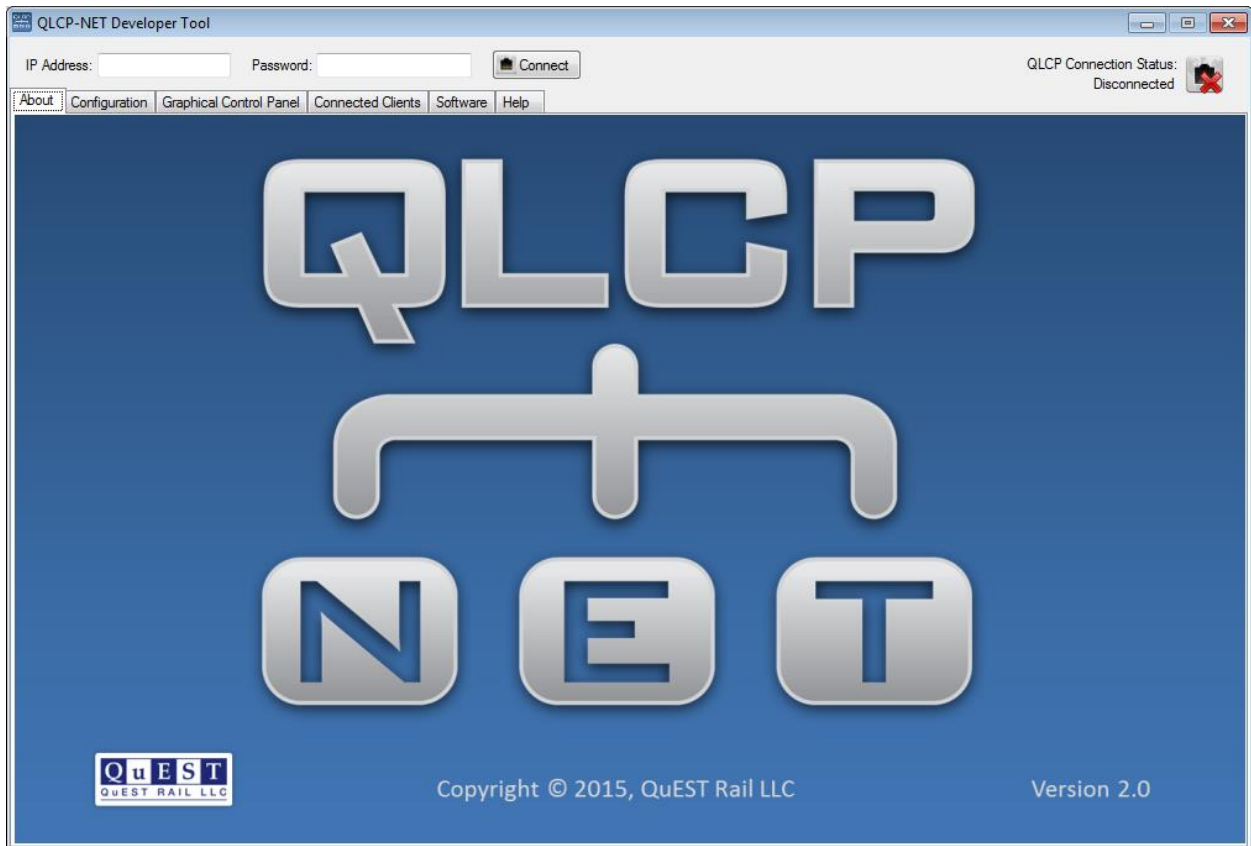 QLCP-NET Developer Tool
IP Address: Password: Connect
QLCP Connection Status:
Disconnected
About Configuration Graphical Control Panel Connected Clients Software Help
QLCP
NET
QuEST
QuEST RAIL LLC
Copyright © 2015, QuEST Rail LLC
Version 2.0